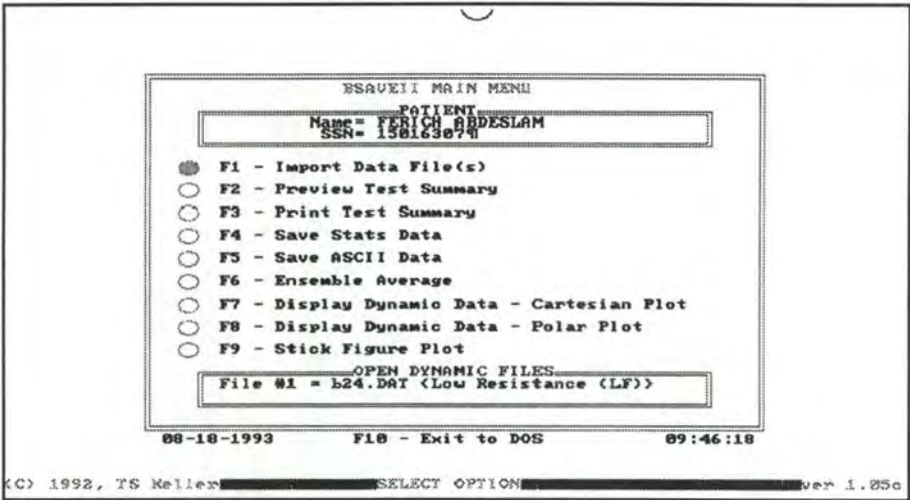 BSAVEII MAIN MENU
PATIENT
Name= FERICH ABDESLAM
SSN= 150163079
F1 - Import Data File(s)
F2 - Preview Test Summary
F3 - Print Test Summary
F4 - Save Stats Data
F5 - Save ASCII Data
F6 - Ensemble Average
F7 - Display Dynamic Data - Cartesian Plot
F8 - Display Dynamic Data - Polar Plot
F9 - Stick Figure Plot
OPEN DYNAMIC FILES
File #1 = b24.DAT <Low Resistance (LF)>
08-18-1993 F10 - Exit to DOS 09:46:18
(C) 1992, TS Keller SELECT OPTION ver 1.05c